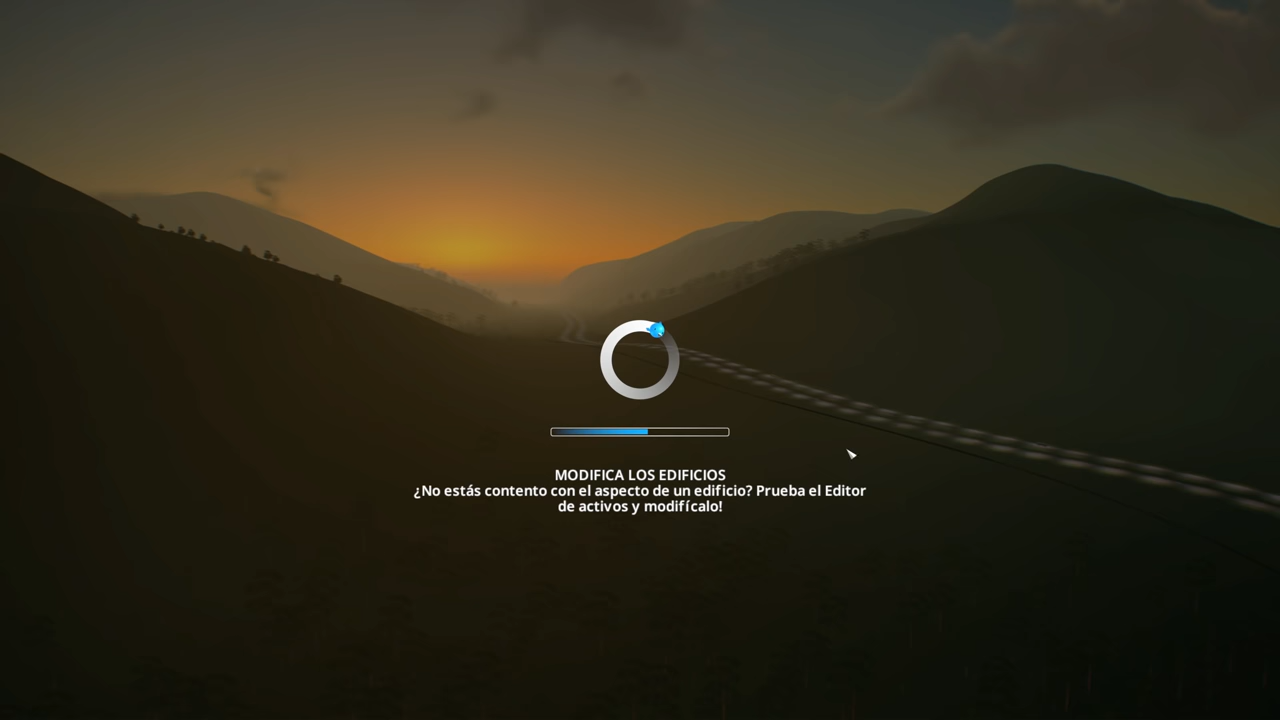 MODIFICA LOS EDIFICIOS
¿No estás contento con el aspecto de un edificio? Prueba el Editor
de activos y modifícalo!